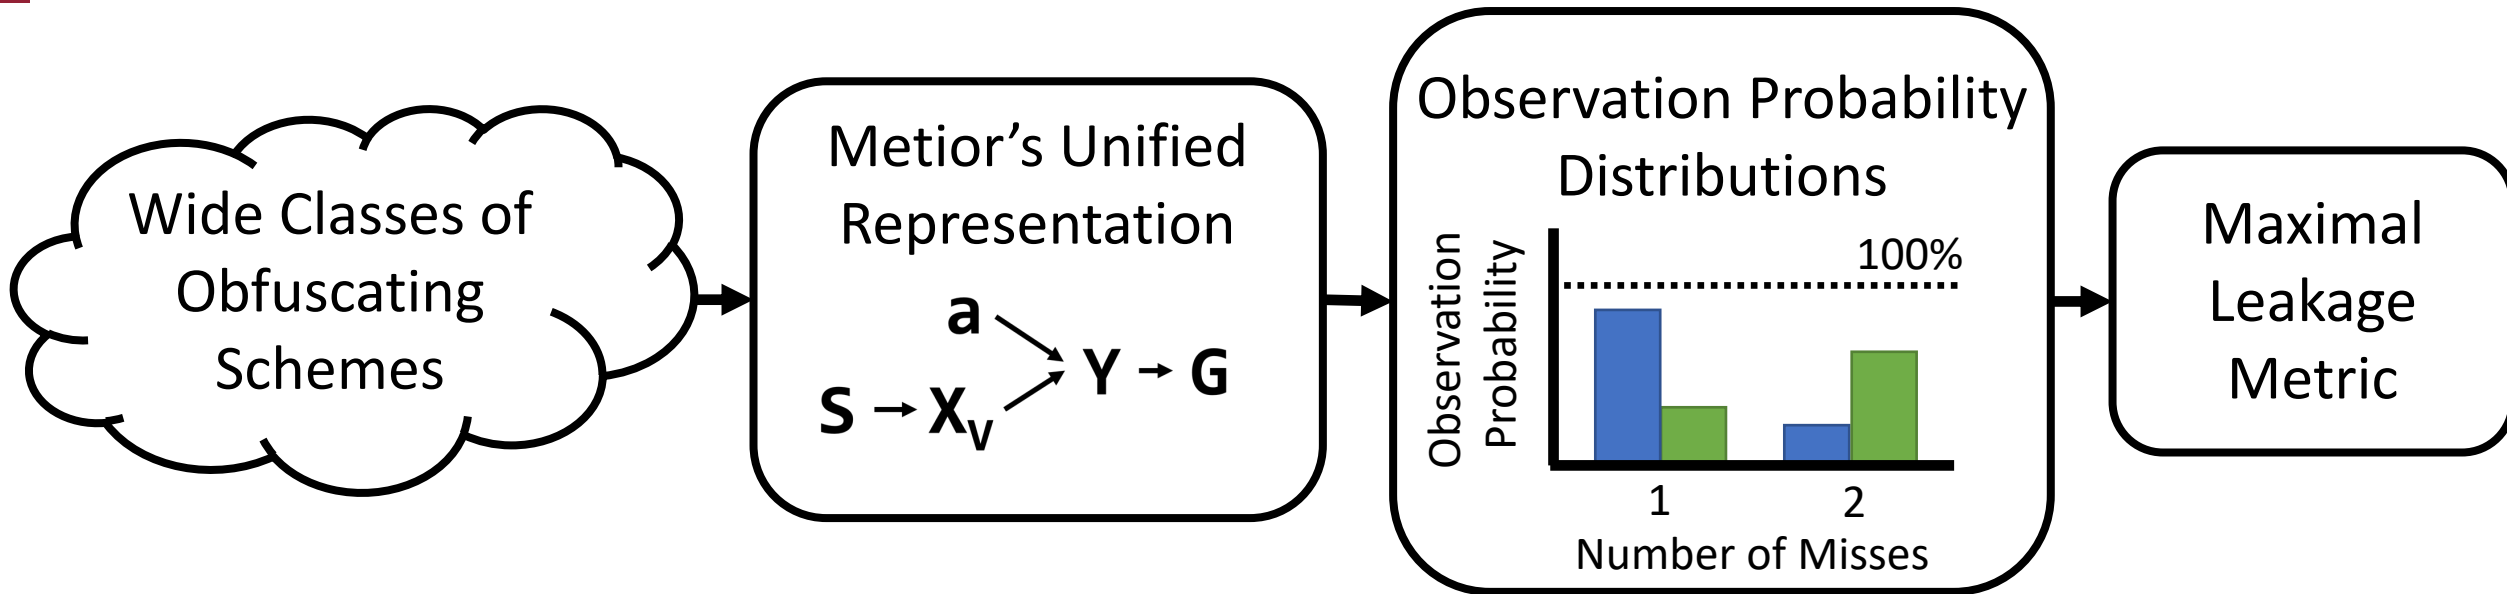 Wide Classes of
Obfuscating
Schemes
Metior's Unified
Representation
a
S
X
V
Y
G
Observation Probability
Distributions
Observation
Probability
100%
1
2
Number of Misses
Maximal
Leakage
Metric